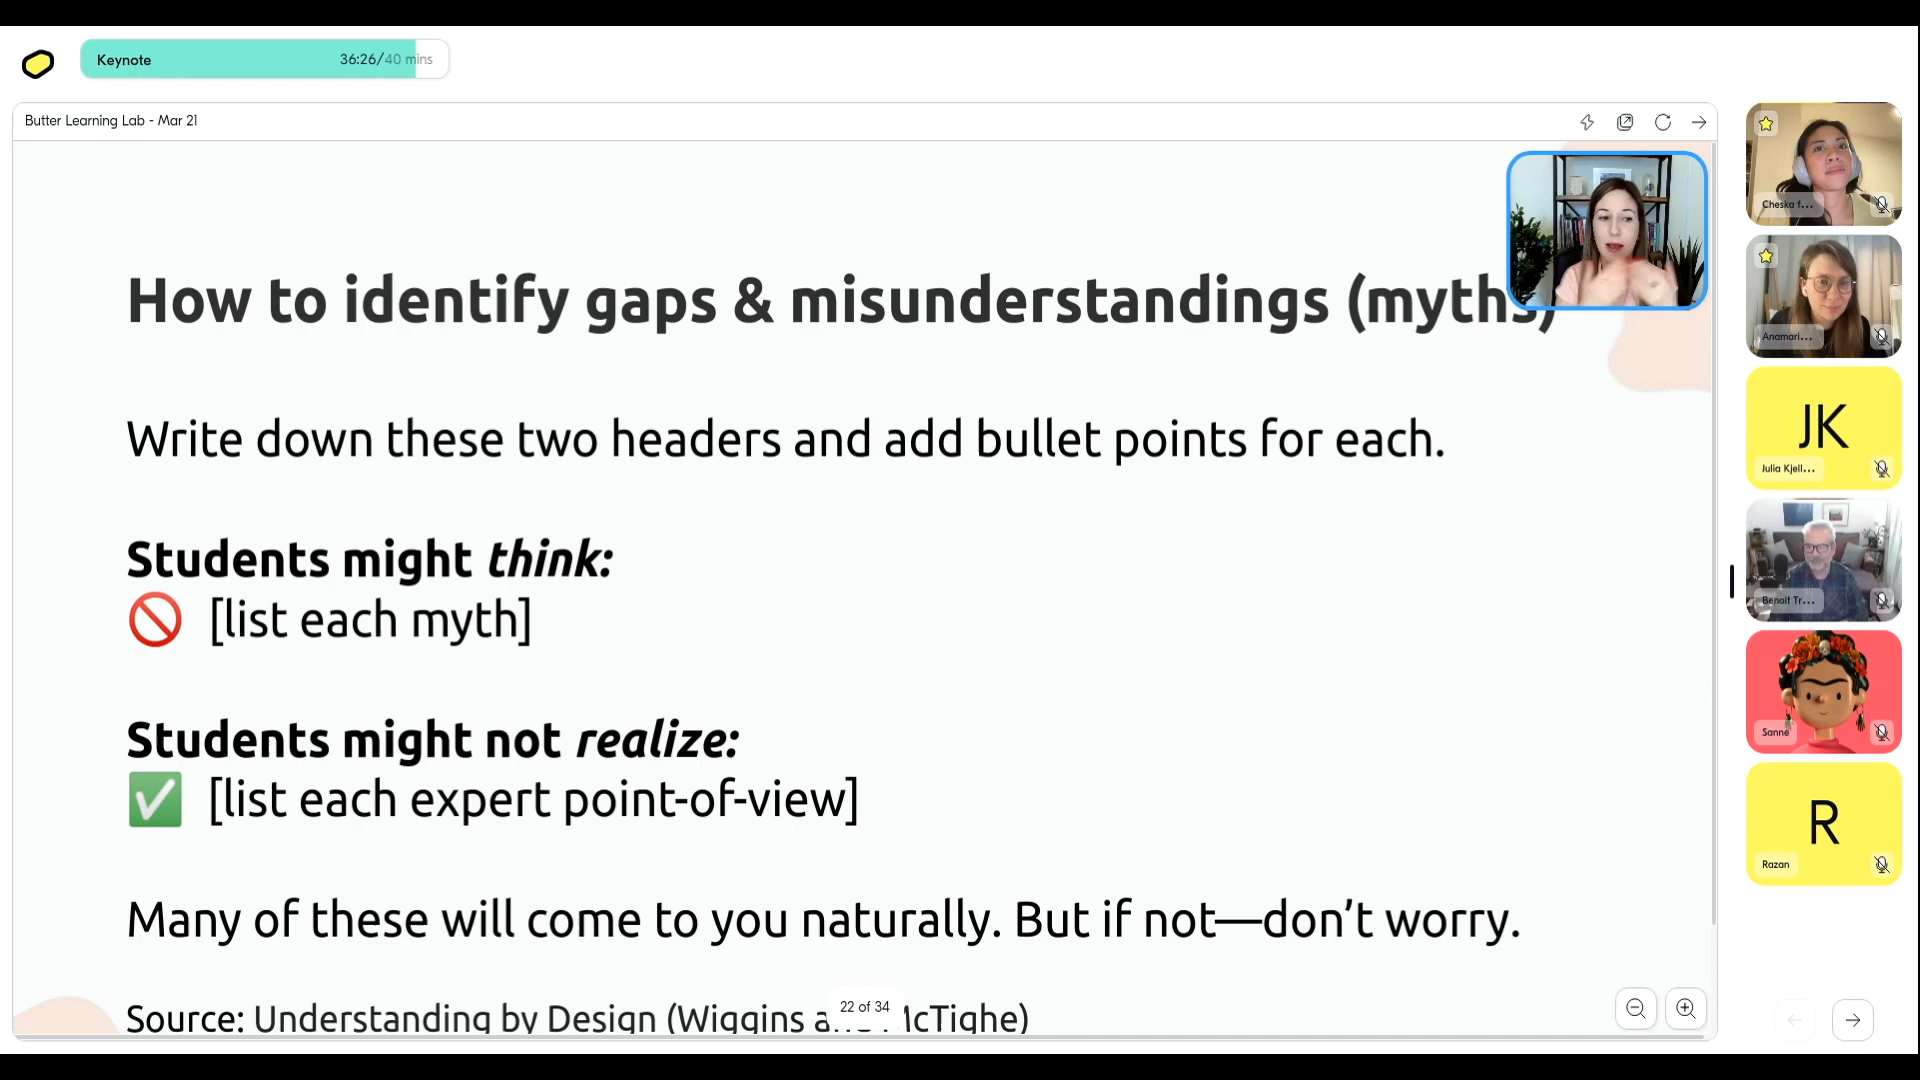 Keynote
36:26/40 mins
Butter Learning Lab - Mar 21
How to identify gaps & misunderstandings (myths)
Write down these two headers and add bullet points for each.
Students might think:
[list each myth]
Students might not realize:
[list each expert point-of-view]
Many of these will come to you naturally. But if not—don't worry.
Source: Understanding by Design (Wiggins McTighe)
22 of 34
Cheska f...
Anamari...
JK
Julia Kjell...
Benoit Tr...
Sanne
R
Razan